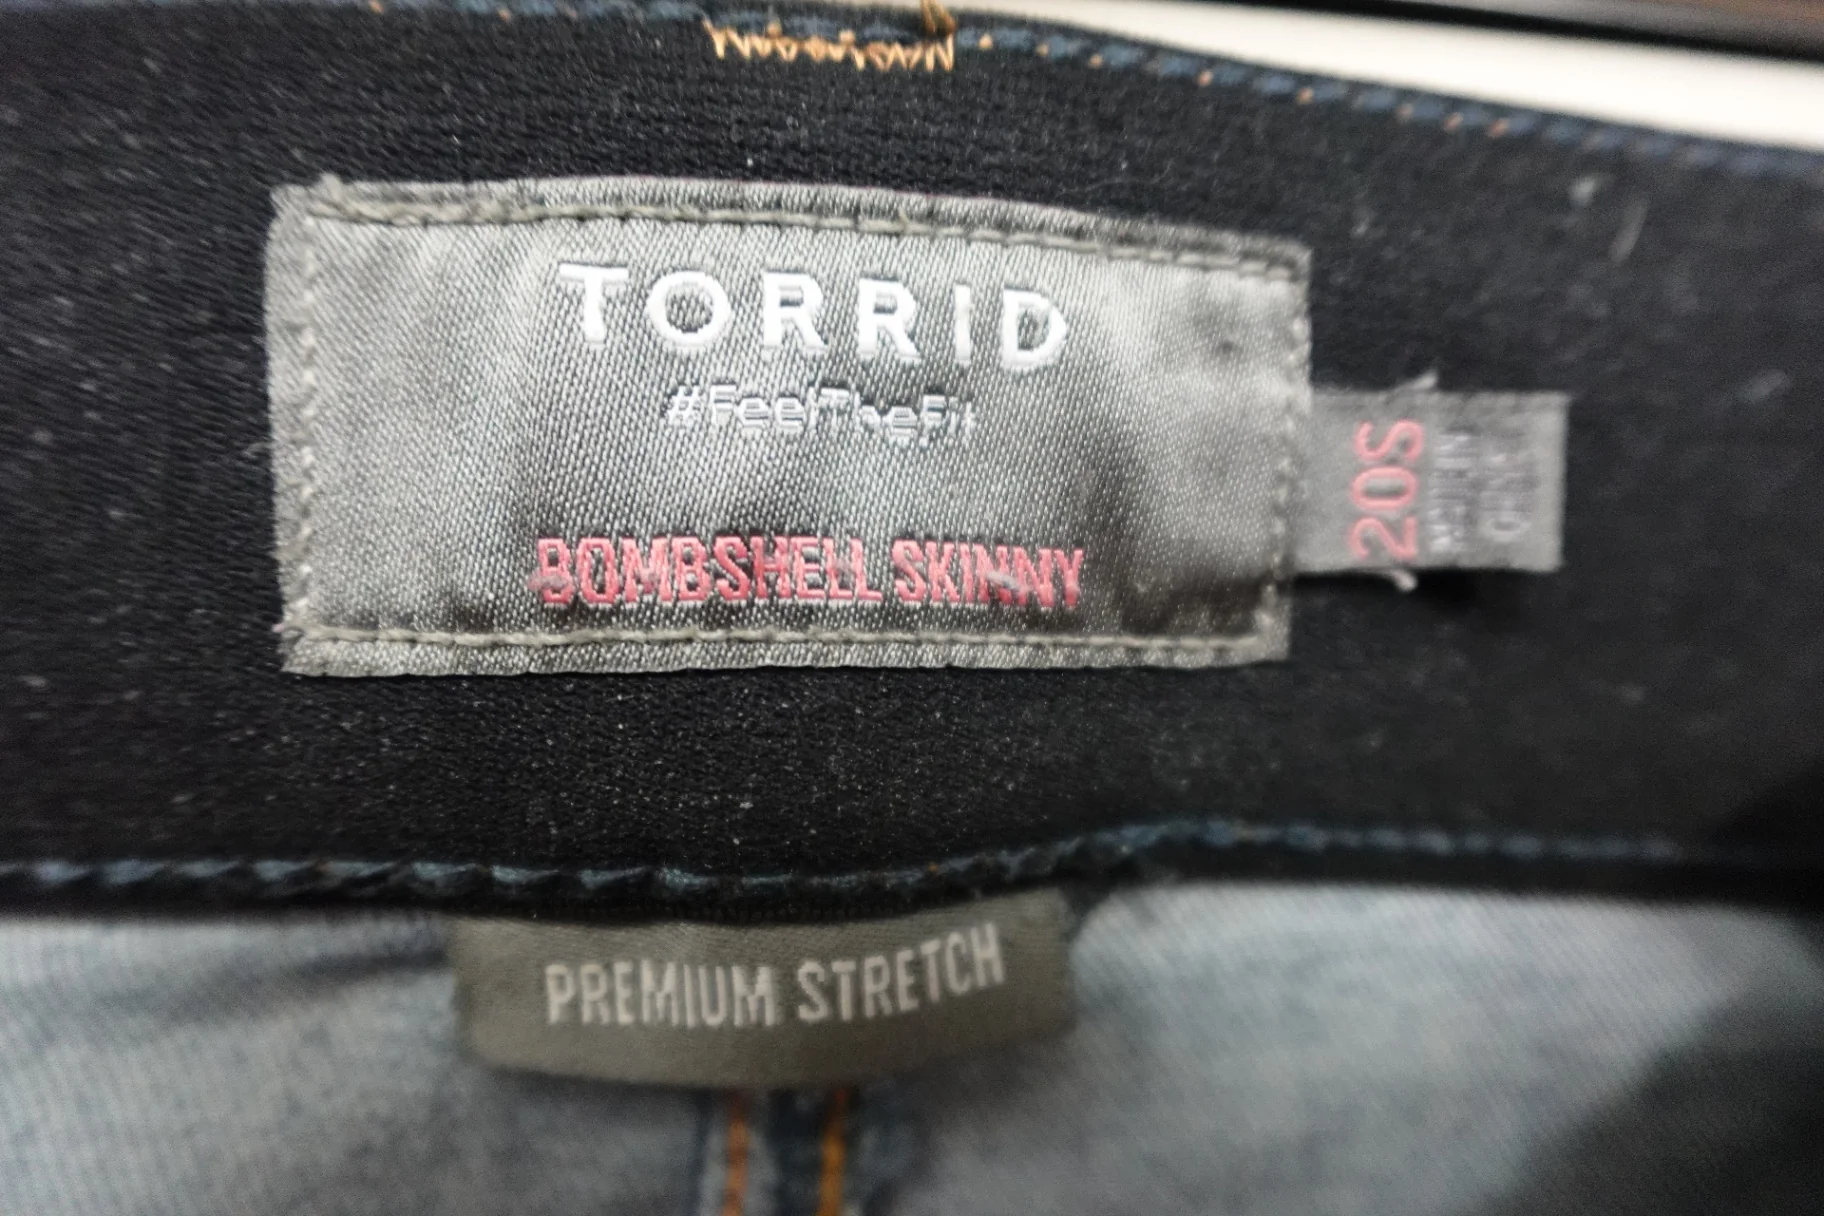 TORRID
#FeelTheFit
BOMBSHELL SKINNY
20S
PREMIUM STRETCH